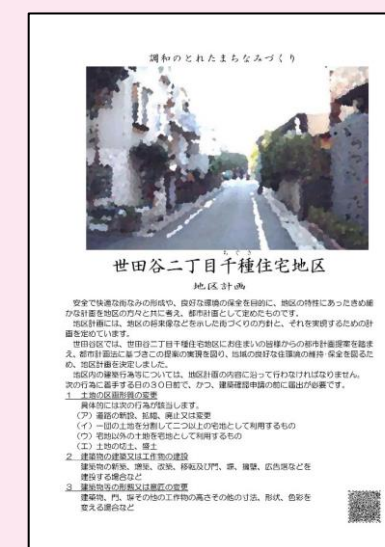 調和のとれたまちなみづくり
ちぐさ
世田谷二丁目千種住宅地区
地区計画
安全で快適な街なみの形成や、良好な環境の保全を目的に、地区の特性にあったきめ細
かな計画を地区の方々と共に考え、都市計画として定めたものです。
地区計画には、地区の将来像などを示した街づくりの方針と、それを実現するための計
画を定めています。
世田谷区では、世田谷二丁目千種住宅地区にお住まいの皆様からの都市計画提案を踏ま
え、都市計画法に基づきこの提案の実現を図り、地域の良好な住環境の維持・保全を図るた
め、地区計画を決定しました。
地区内の建築行為等については、地区計画の内容に沿って行わなければなりません。
次の行為に着手する日の30日前で、かつ、建築確認申請の前に届出が必要です。
1 土地の区画形質の変更
具体的には次の行為が該当します。
（ア）道路の新設、拡幅、廃止又は変更
（イ）一団の土地を分割して二つ以上の宅地として利用するもの
（ウ）宅地以外の土地を宅地として利用するもの
（エ）土地の切土、盛土
2 建築物の建築又は工作物の建設
建築物の新築、増築、改築、移転及び門、塀、擁壁、広告塔などを
建設する場合など
3 建築物等の形態又は意匠の変更
建築物、門、塀その他の工作物の高さその他の寸法、形状、色彩を
変える場合など